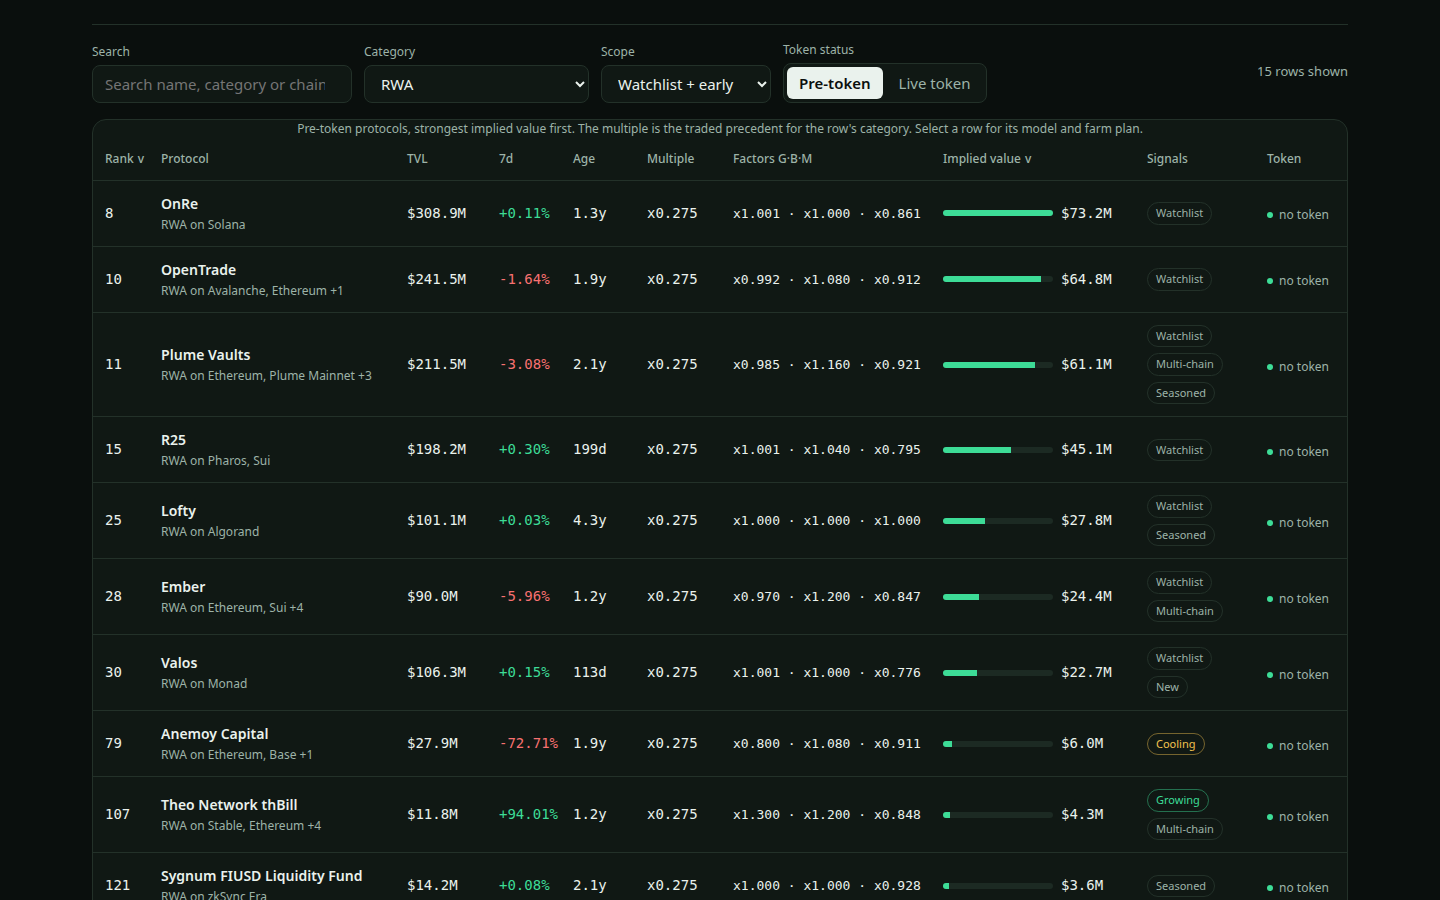 Search
Category
Scope
Token status
Search name, category or chain
RWA
Watchlist + early
Pre-token
Live token
15 rows shown
Pre-token protocols, strongest implied value first. The multiple is the traded precedent for the row's category. Select a row for its model and farm plan.
Rank v Protocol TVL 7d Age Multiple Factors G·B·M Implied value v Signals Token
8 OnRe $308.9M +0.11% 1.3y x0.275 x1.001 · x1.000 · x0.861 $73.2M Watchlist no token
RWA on Solana
10 OpenTrade $241.5M -1.64% 1.9y x0.275 x0.992 · x1.080 · x0.912 $64.8M Watchlist no token
RWA on Avalanche, Ethereum +1
11 Plume Vaults $211.5M -3.08% 2.1y x0.275 x0.985 · x1.160 · x0.921 $61.1M Watchlist no token
RWA on Ethereum, Plume Mainnet +3
Multi-chain
Seasoned
15 R25 $198.2M +0.30% 199d x0.275 x1.001 · x1.040 · x0.795 $45.1M Watchlist no token
RWA on Pharos, Sui
25 Lofty $101.1M +0.03% 4.3y x0.275 x1.000 · x1.000 · x1.000 $27.8M Watchlist no token
RWA on Algorand
Seasoned
28 Ember $90.0M -5.96% 1.2y x0.275 x0.970 · x1.200 · x0.847 $24.4M Watchlist no token
RWA on Ethereum, Sui +4
Multi-chain
30 Valos $106.3M +0.15% 113d x0.275 x1.001 · x1.000 · x0.776 $22.7M Watchlist no token
RWA on Monad
New
79 Anemoy Capital $27.9M -72.71% 1.9y x0.275 x0.800 · x1.080 · x0.911 $6.0M Cooling no token
RWA on Ethereum, Base +1
107 Theo Network thBill $11.8M +94.01% 1.2y x0.275 x1.300 · x1.200 · x0.848 $4.3M Growing no token
RWA on Stable, Ethereum +4
Multi-chain
121 Sygnum FIUSD Liquidity Fund $14.2M +0.08% 2.1y x0.275 x1.000 · x1.000 · x0.928 $3.6M Seasoned no token
RWA on zkSync Era